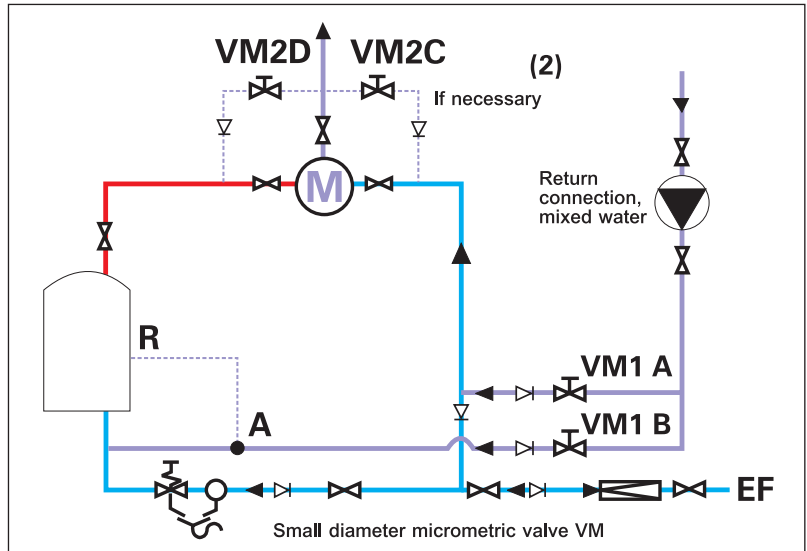 VM2D VM2C
(2)
If necessary
M
Return
connection,
mixed water
R
VM1 A
A
VM1 B
EF
Small diameter micrometric valve VM